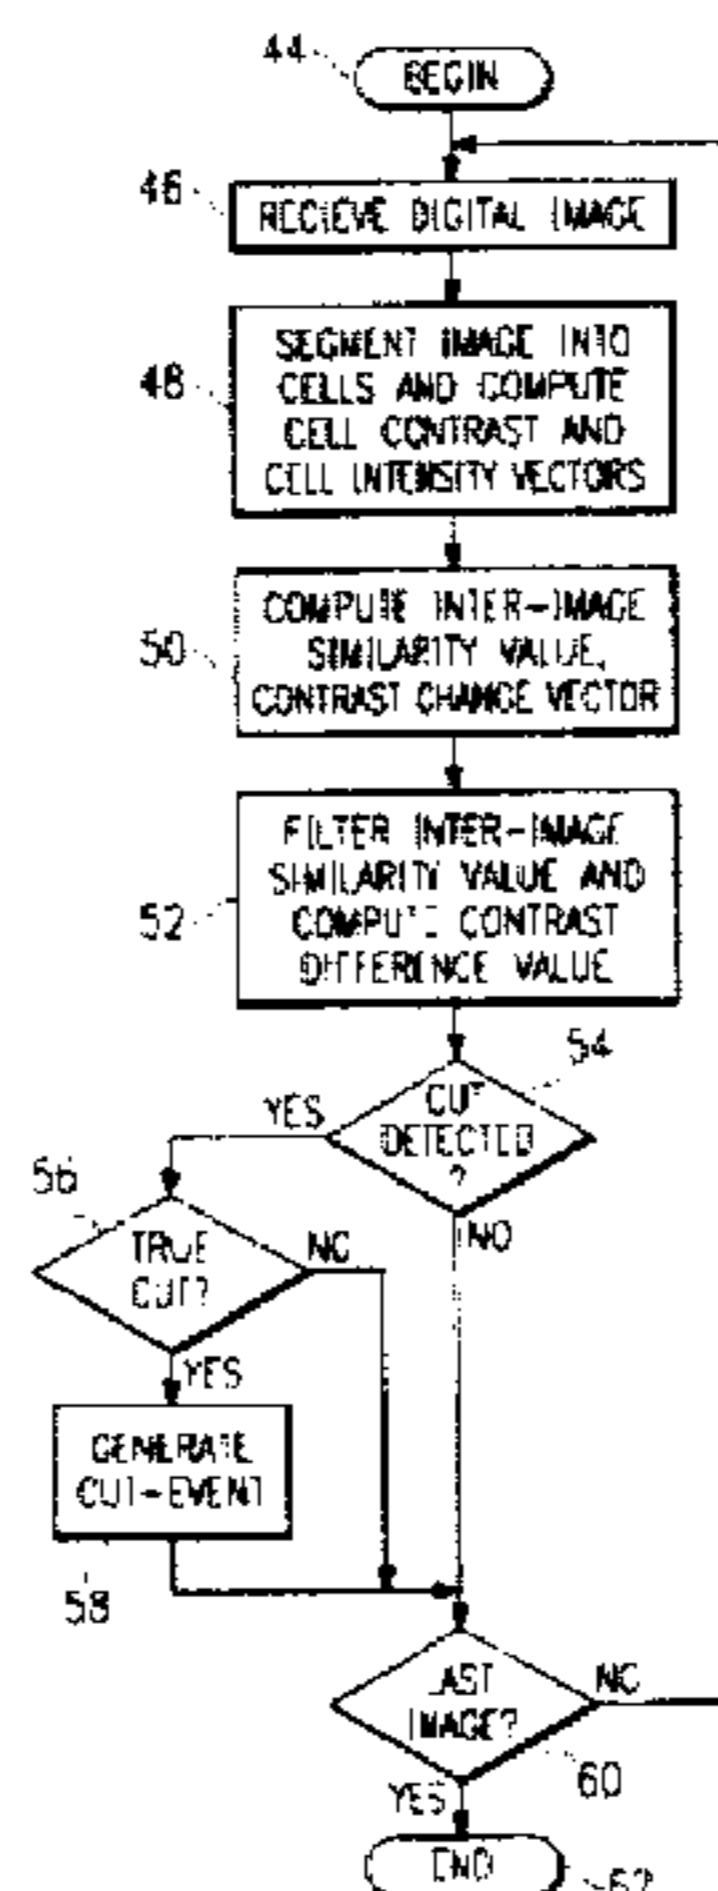 44
BEGIN
46
RECIEVE DIGITAL IMAGE
48
SEGMENT IMAGE INTO
CELLS AND COMPUTE
CELL CONTRAST AND
CELL INTENSITY VECTORS
50
COMPUTE INTER-IMAGE
SIMILARITY VALUE,
CONTRAST CHANGE VECTOR
52
FILTER INTER-IMAGE
SIMILARITY VALUE AND
COMPUTE CONTRAST
DIFFERENCE VALUE
54
CUT
DETECTED
?
YES
NO
56
TRUE
CUT?
NO
YES
GENERATE
CUT-EVENT
58
LAST
IMAGE?
NO
60
YES
END
62